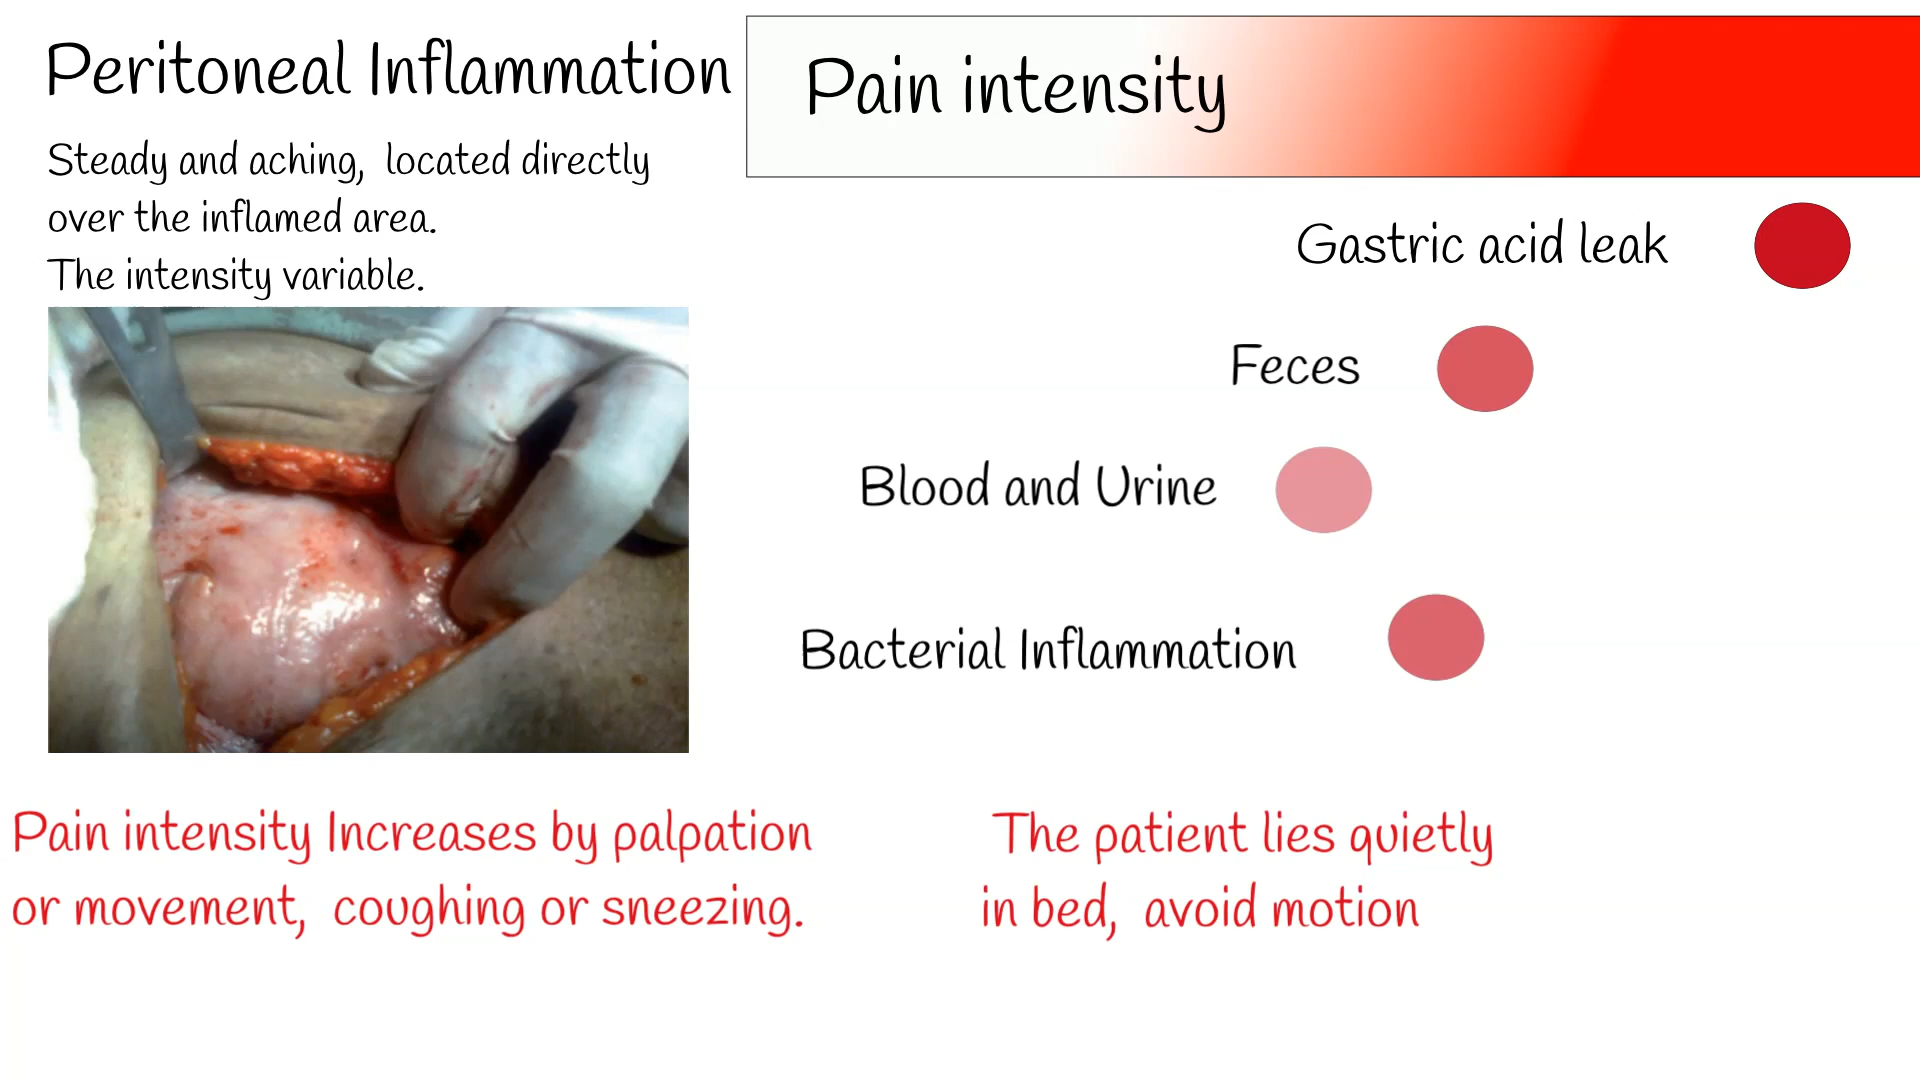 Peritoneal Inflammation
Steady and aching, located directly
over the inflamed area.
The intensity variable.
Pain intensity
Gastric acid leak
Feces
Blood and Urine
Bacterial Inflammation
Pain intensity Increases by palpation
or movement, coughing or sneezing.
The patient lies quietly
in bed, avoid motion